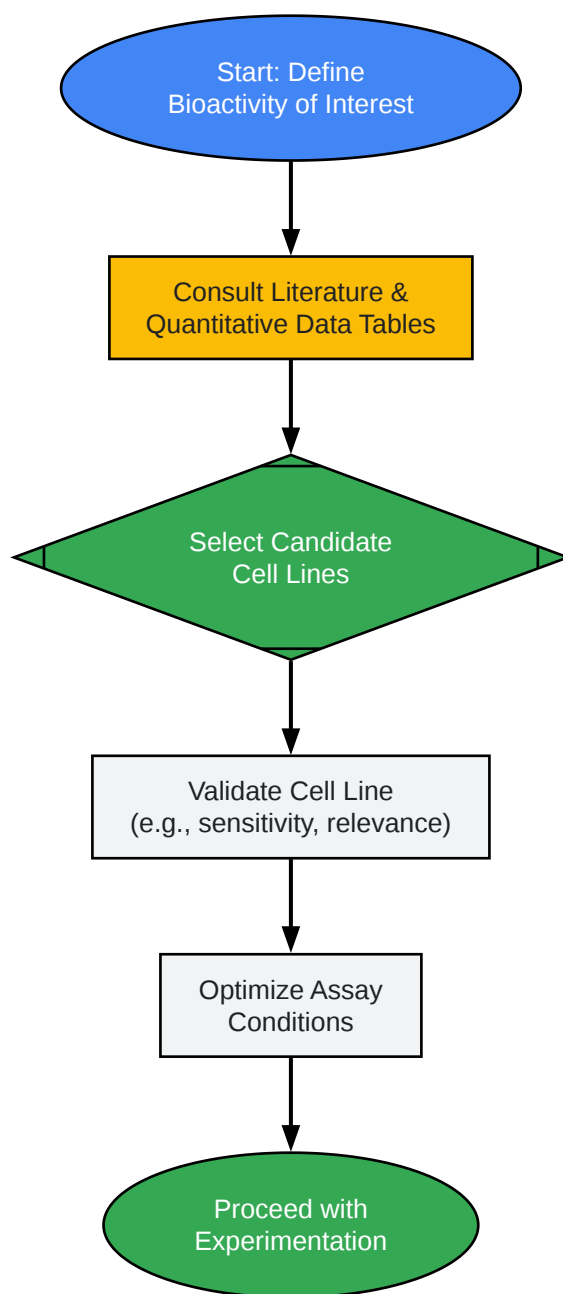 Start: Define
Bioactivity of Interest
Consult Literature &
Quantitative Data Tables
Select Candidate
Cell Lines
Validate Cell Line
(e.g., sensitivity, relevance)
Optimize Assay
Conditions
Proceed with
Experimentation